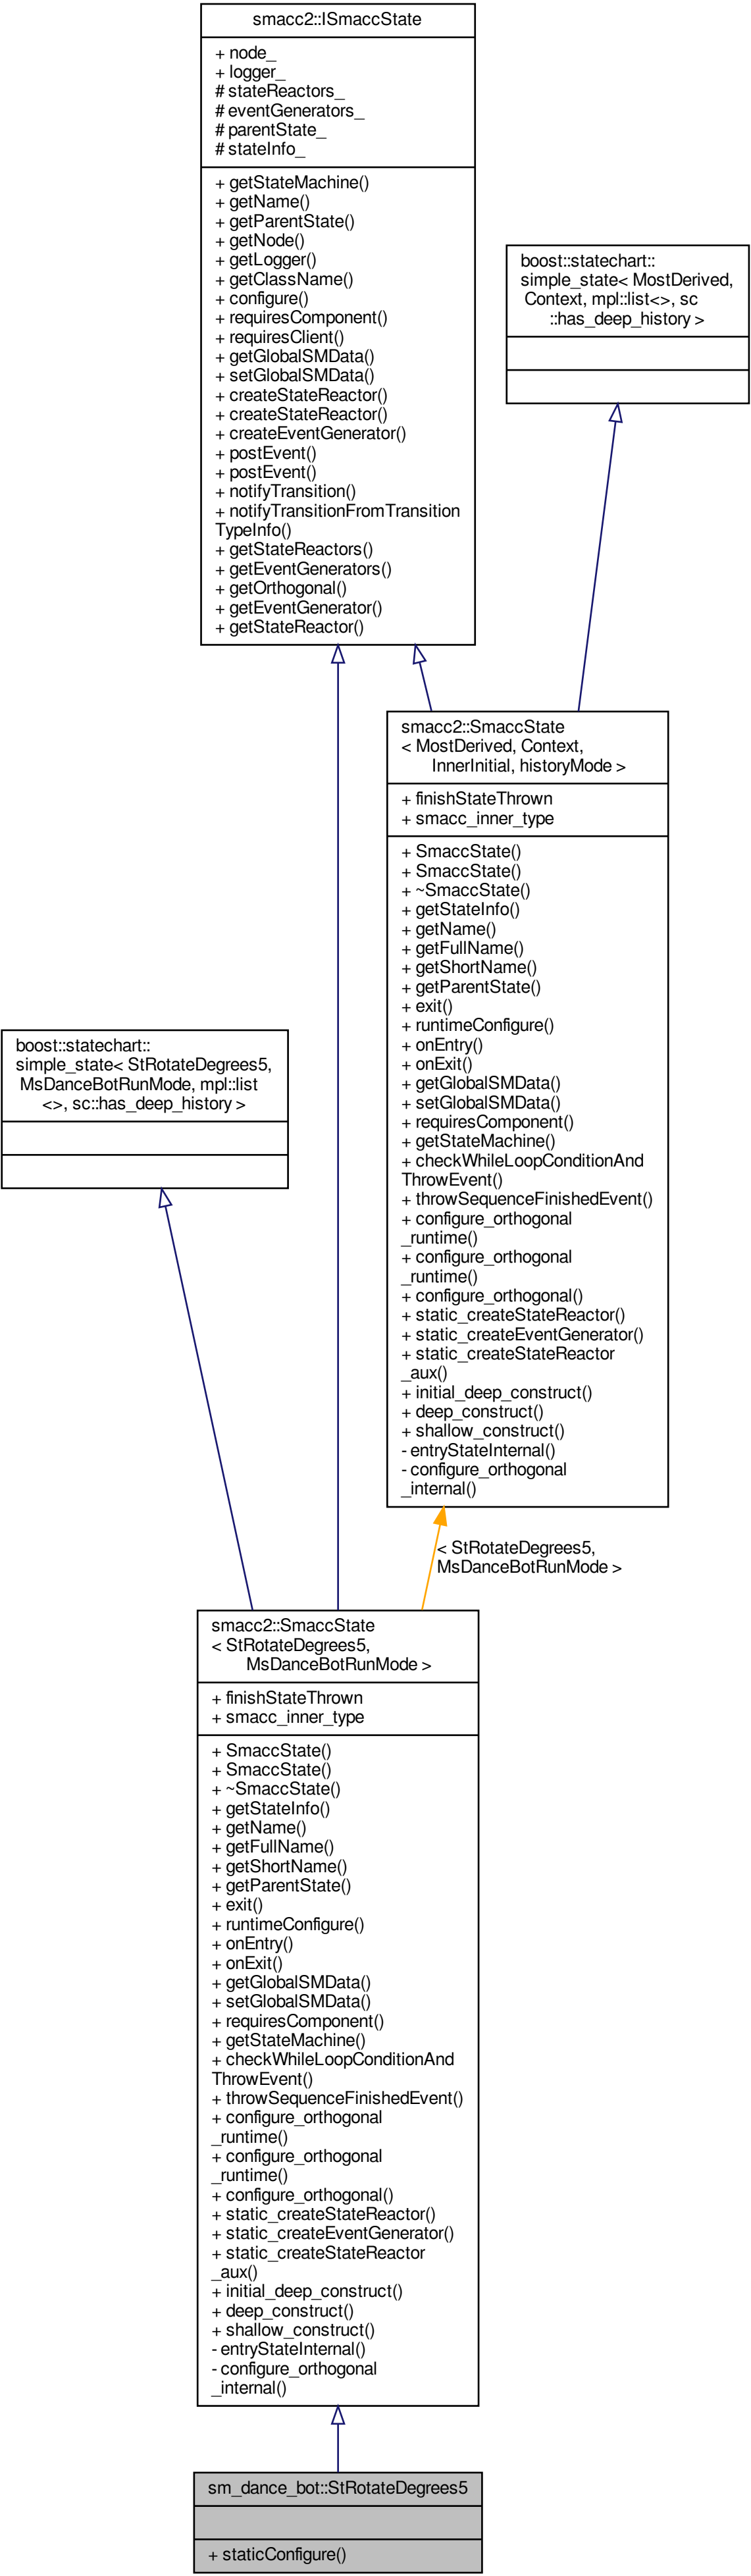 smacc2::ISmaccState
+ node_
+ logger_
# stateReactors_
# eventGenerators_
# parentState_
# stateInfo_
+ getStateMachine()
+ getName()
+ getParentState()
+ getNode()
+ getLogger()
+ getClassName()
+ configure()
+ requiresComponent()
+ requiresClient()
+ getGlobalSMData()
+ setGlobalSMData()
+ createStateReactor()
+ createStateReactor()
+ createEventGenerator()
+ postEvent()
+ postEvent()
+ notifyTransition()
+ notifyTransitionFromTransition
TypeInfo()
+ getStateReactors()
+ getEventGenerators()
+ getOrthogonal()
+ getEventGenerator()
+ getStateReactor()
boost::statechart::
simple_state< MostDerived,
Context, mpl::list<>, sc
::has_deep_history >
smacc2::SmaccState
< MostDerived, Context,
InnerInitial, historyMode >
+ finishStateThrown
+ smacc_inner_type
+ SmaccState()
+ SmaccState()
+ ~SmaccState()
+ getStateInfo()
+ getName()
+ getFullName()
+ getShortName()
+ getParentState()
+ exit()
+ runtimeConfigure()
+ onEntry()
+ onExit()
+ getGlobalSMData()
+ setGlobalSMData()
+ requiresComponent()
+ getStateMachine()
+ checkWhileLoopConditionAnd
ThrowEvent()
+ throwSequenceFinishedEvent()
+ configure_orthogonal
_runtime()
+ configure_orthogonal
_runtime()
+ configure_orthogonal()
+ static_createStateReactor()
+ static_createEventGenerator()
+ static_createStateReactor
_aux()
+ initial_deep_construct()
+ deep_construct()
+ shallow_construct()
- entryStateInternal()
- configure_orthogonal
_internal()
boost::statechart::
simple_state< StRotateDegrees5,
MsDanceBotRunMode, mpl::list
<>, sc::has_deep_history >
< StRotateDegrees5,
MsDanceBotRunMode >
smacc2::SmaccState
< StRotateDegrees5,
MsDanceBotRunMode >
+ finishStateThrown
+ smacc_inner_type
+ SmaccState()
+ SmaccState()
+ ~SmaccState()
+ getStateInfo()
+ getName()
+ getFullName()
+ getShortName()
+ getParentState()
+ exit()
+ runtimeConfigure()
+ onEntry()
+ onExit()
+ getGlobalSMData()
+ setGlobalSMData()
+ requiresComponent()
+ getStateMachine()
+ checkWhileLoopConditionAnd
ThrowEvent()
+ throwSequenceFinishedEvent()
+ configure_orthogonal
_runtime()
+ configure_orthogonal
_runtime()
+ configure_orthogonal()
+ static_createStateReactor()
+ static_createEventGenerator()
+ static_createStateReactor
_aux()
+ initial_deep_construct()
+ deep_construct()
+ shallow_construct()
- entryStateInternal()
- configure_orthogonal
_internal()
sm_dance_bot::StRotateDegrees5
+ staticConfigure()